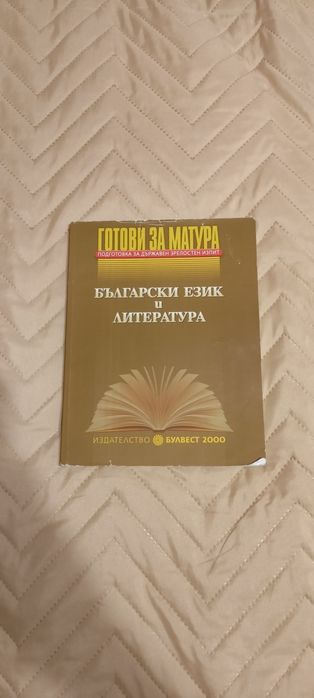 ГОТОВИ ЗА МАТУРА
ПОДГОТОВКА ЗА ДЪРЖАВЕН ЗРЕЛОСТЕН ИЗПИТ
БЪЛГАРСКИ ЕЗИК
и
ЛИТЕРАТУРА
ИЗДАТЕЛСТВО БУЛВЕСТ 2000